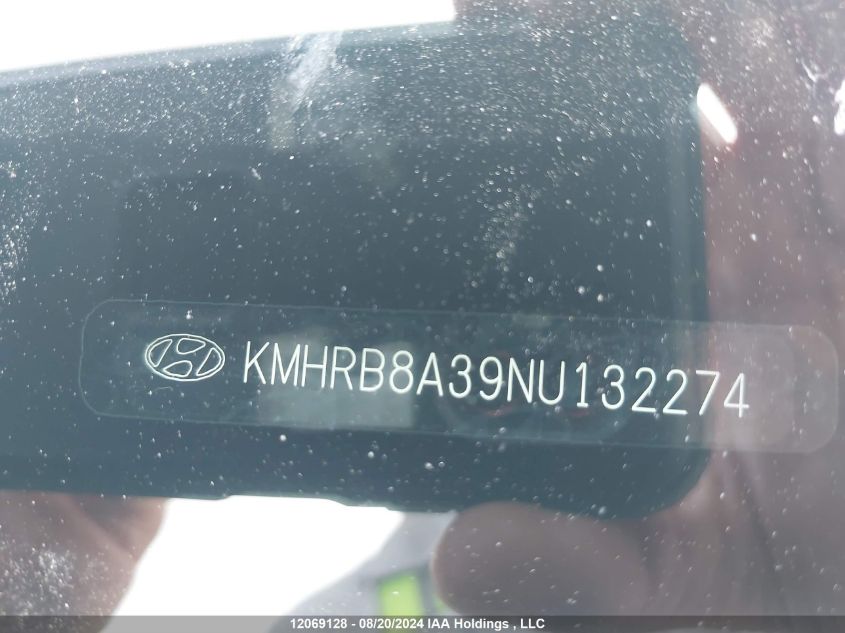 KMHRB8A39NU132274
12069128 - 08/20/2024 IAA Holdings , LLC